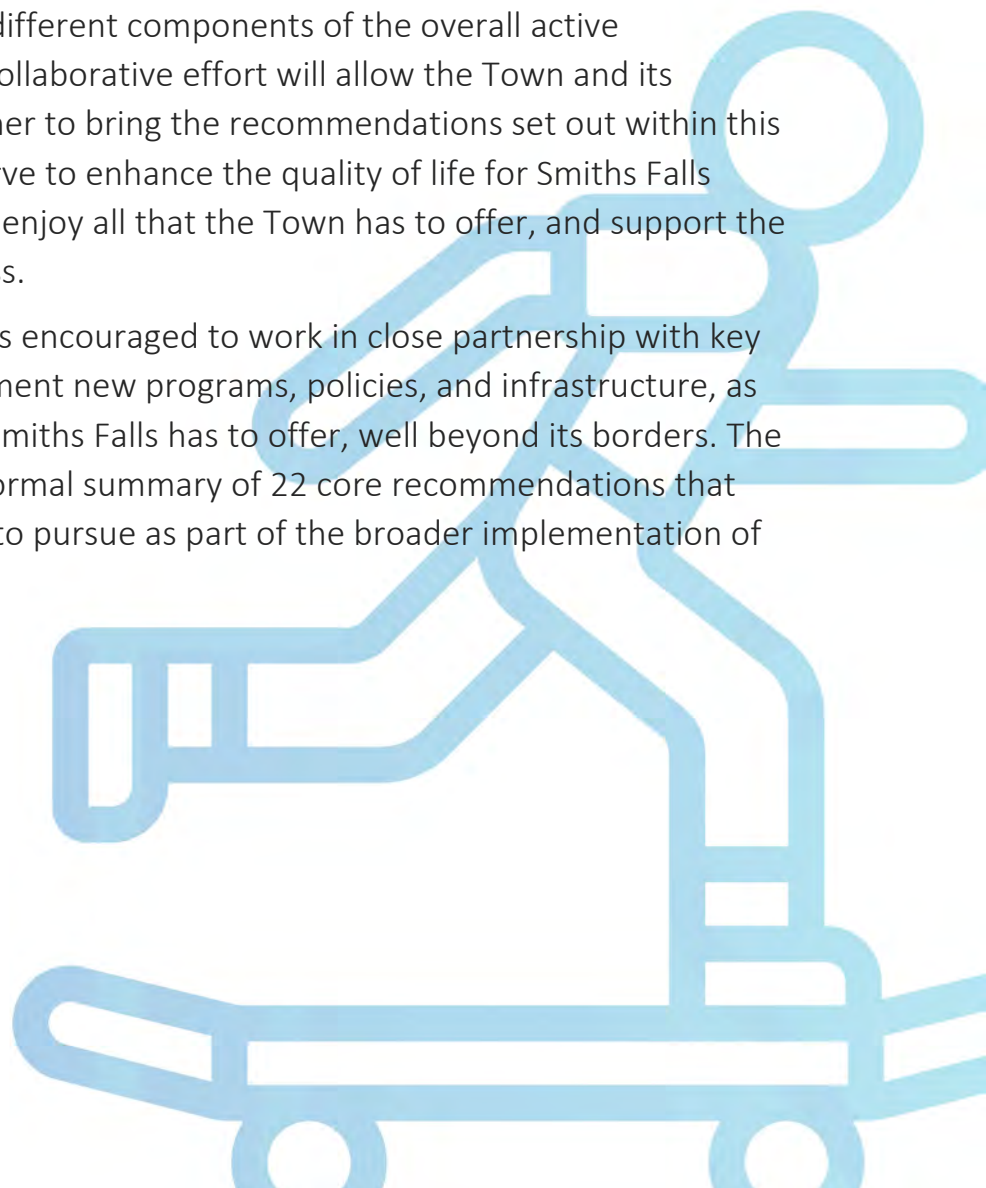 different components of the overall active
ollaborative effort will allow the Town and its
er to bring the recommendations set out within this
ve to enhance the quality of life for Smiths Falls
enjoy all that the Town has to offer, and support the
s.
s encouraged to work in close partnership with key
ment new programs, policies, and infrastructure, as
miths Falls has to offer, well beyond its borders. The
ormal summary of 22 core recommendations that
to pursue as part of the broader implementation of